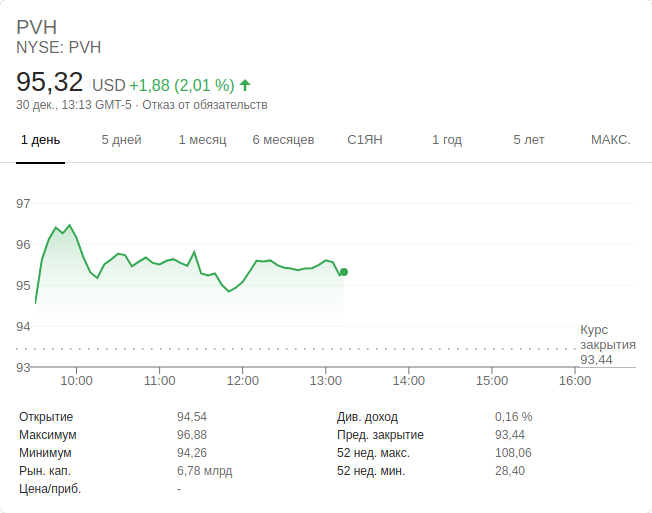 PVH
NYSE: PVH
95,32 USD +1,88 (2,01 %)
30 дек., 13:13 GMT-5 · Отказ от обязательств
1 день 5 дней 1 месяц 6 месяцев С1ЯН 1 год 5 лет МАКС.
97
96
95
94
93
Курс
закрытия
93,44
10:00 11:00 12:00 13:00 14:00 15:00 16:00
Открытие 94,54
Максимум 96,88
Минимум 94,26
Рын. кап. 6,78 млрд
Цена/приб. -
Див. доход 0,16 %
Пред. закрытие 93,44
52 нед. макс. 108,06
52 нед. мин. 28,40